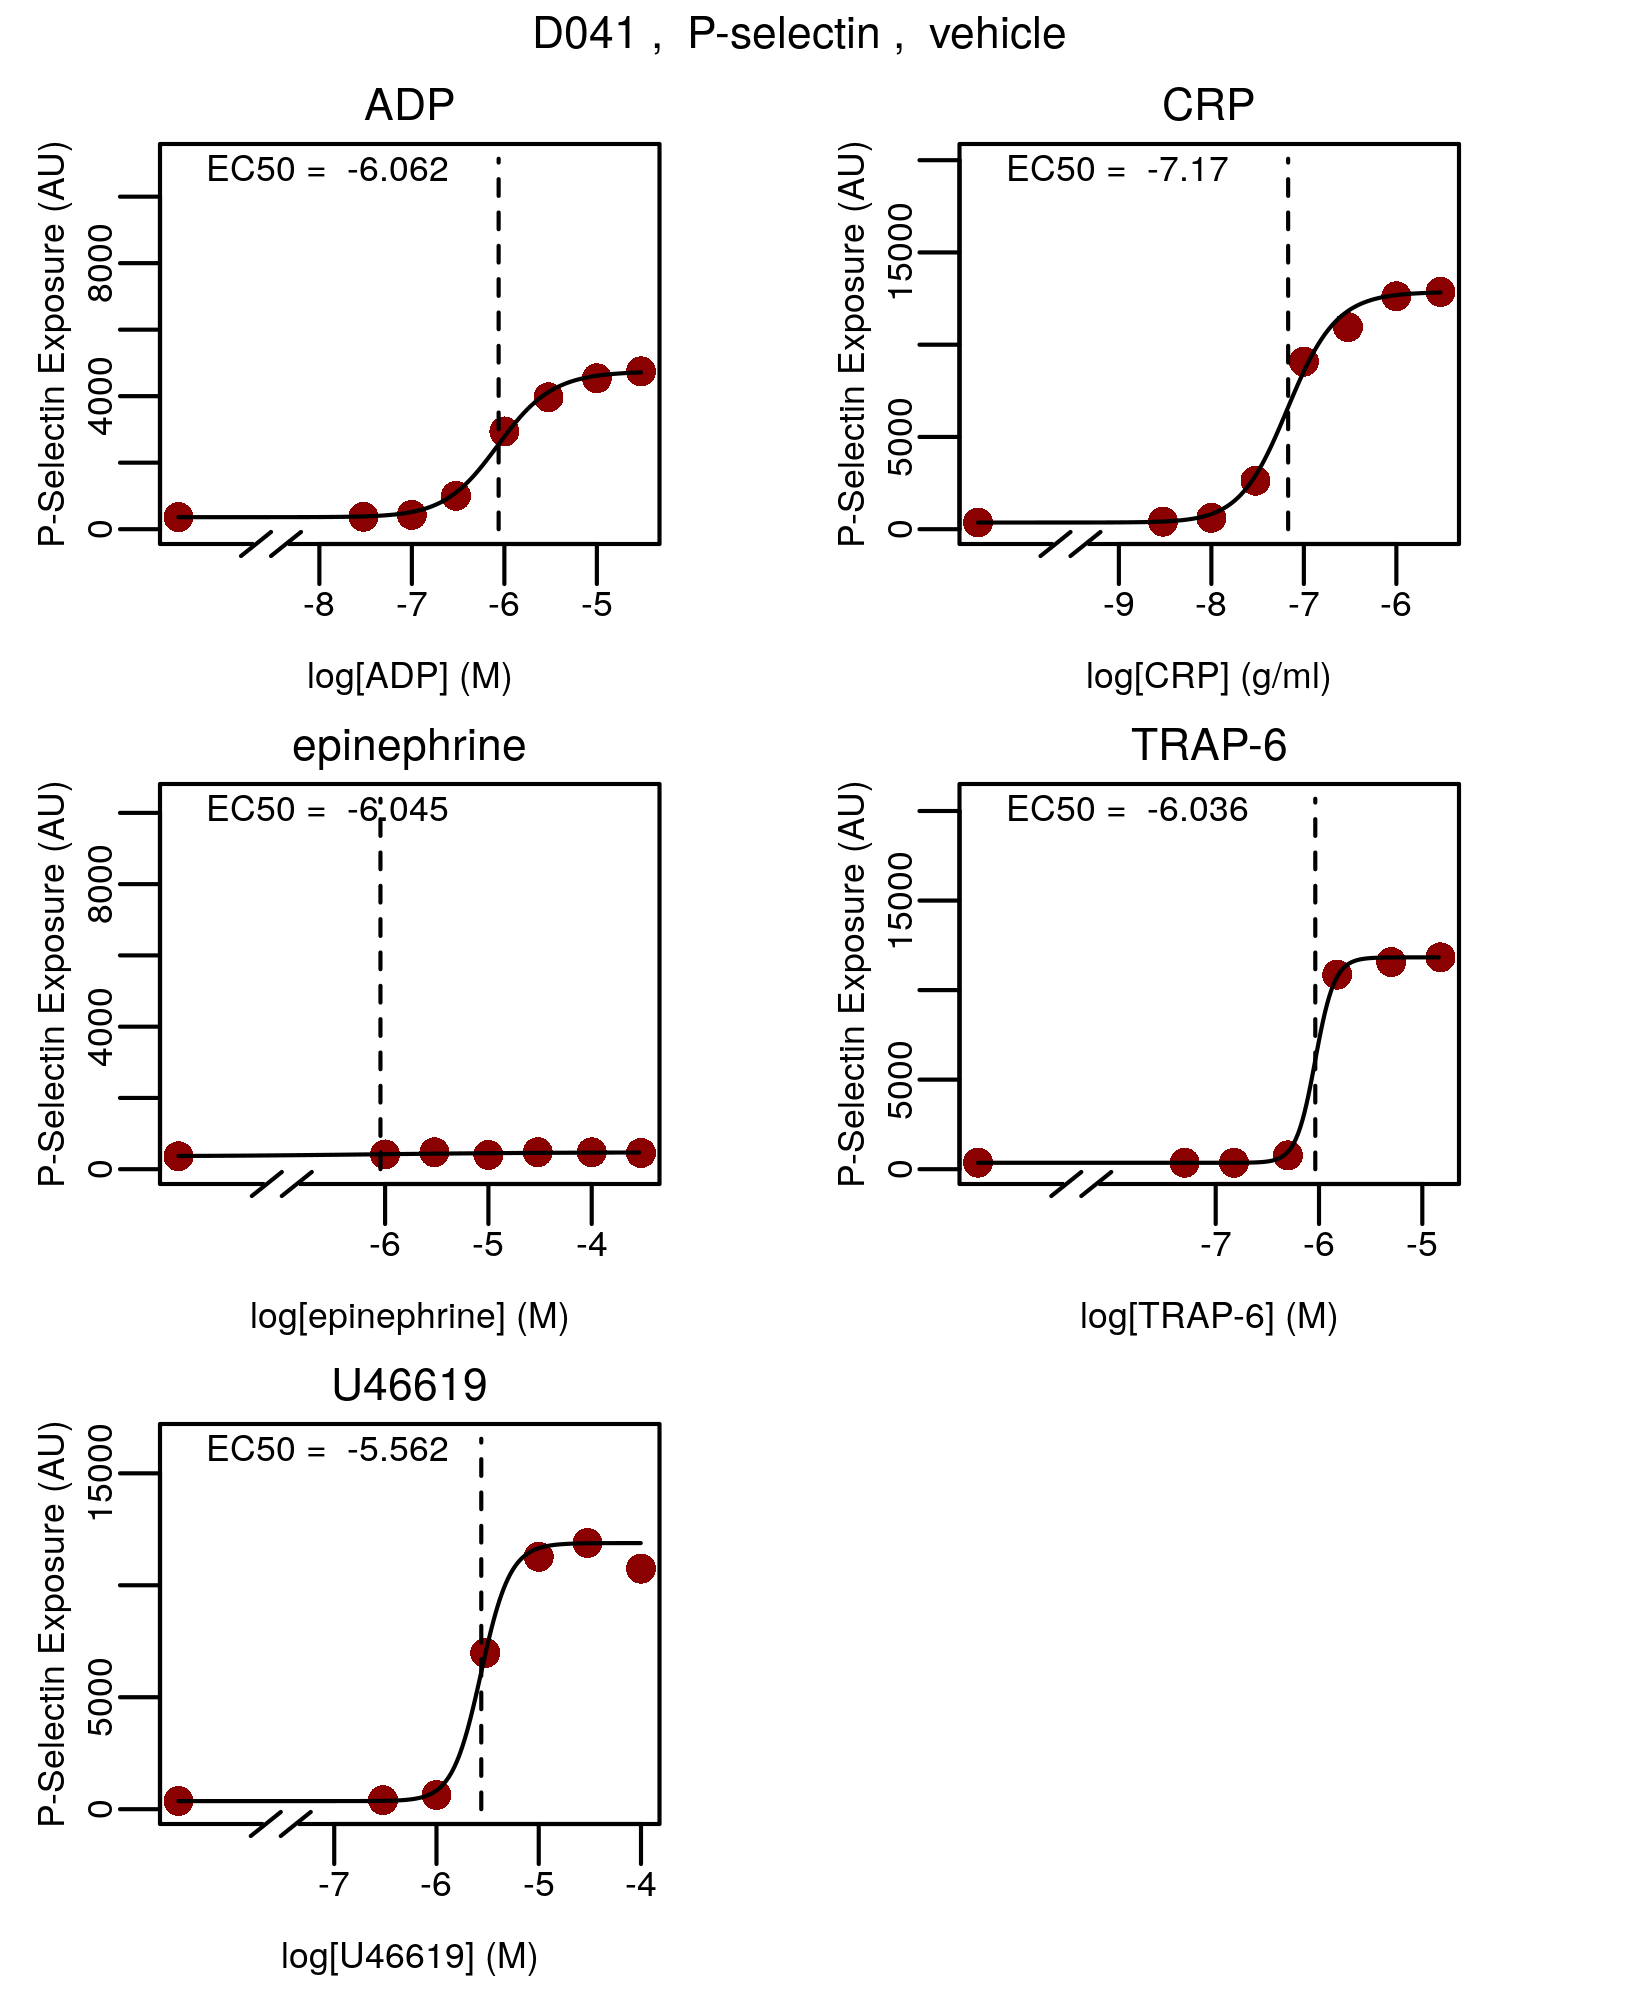 D041 , P-selectin , vehicle
ADP
EC50 = -6.062
P-Selectin Exposure (AU)
8000
4000
0
-8 -7 -6 -5
log[ADP] (M)
CRP
EC50 = -7.17
P-Selectin Exposure (AU)
15000
5000
0
-9 -8 -7 -6
log[CRP] (g/ml)
epinephrine
EC50 = -6.045
P-Selectin Exposure (AU)
8000
4000
0
-6 -5 -4
log[epinephrine] (M)
TRAP-6
EC50 = -6.036
P-Selectin Exposure (AU)
15000
5000
0
-7 -6 -5
log[TRAP-6] (M)
U46619
EC50 = -5.562
P-Selectin Exposure (AU)
15000
5000
0
-7 -6 -5 -4
log[U46619] (M)